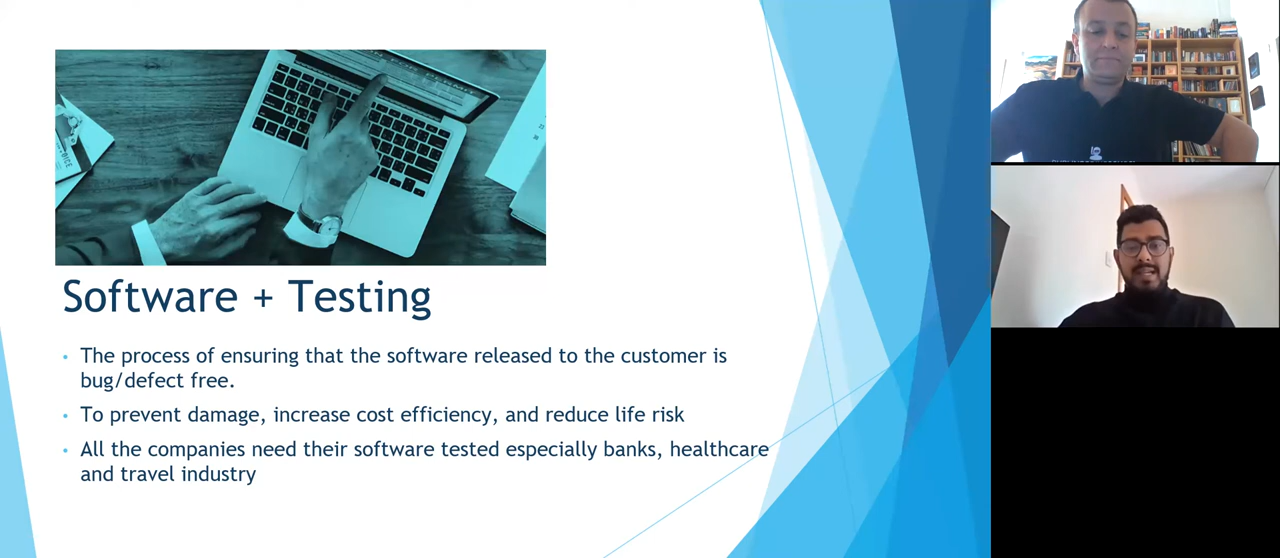 Software + Testing
• The process of ensuring that the software released to the customer is
bug/defect free.
• To prevent damage, increase cost efficiency, and reduce life risk
• All the companies need their software tested especially banks, healthcare
and travel industry